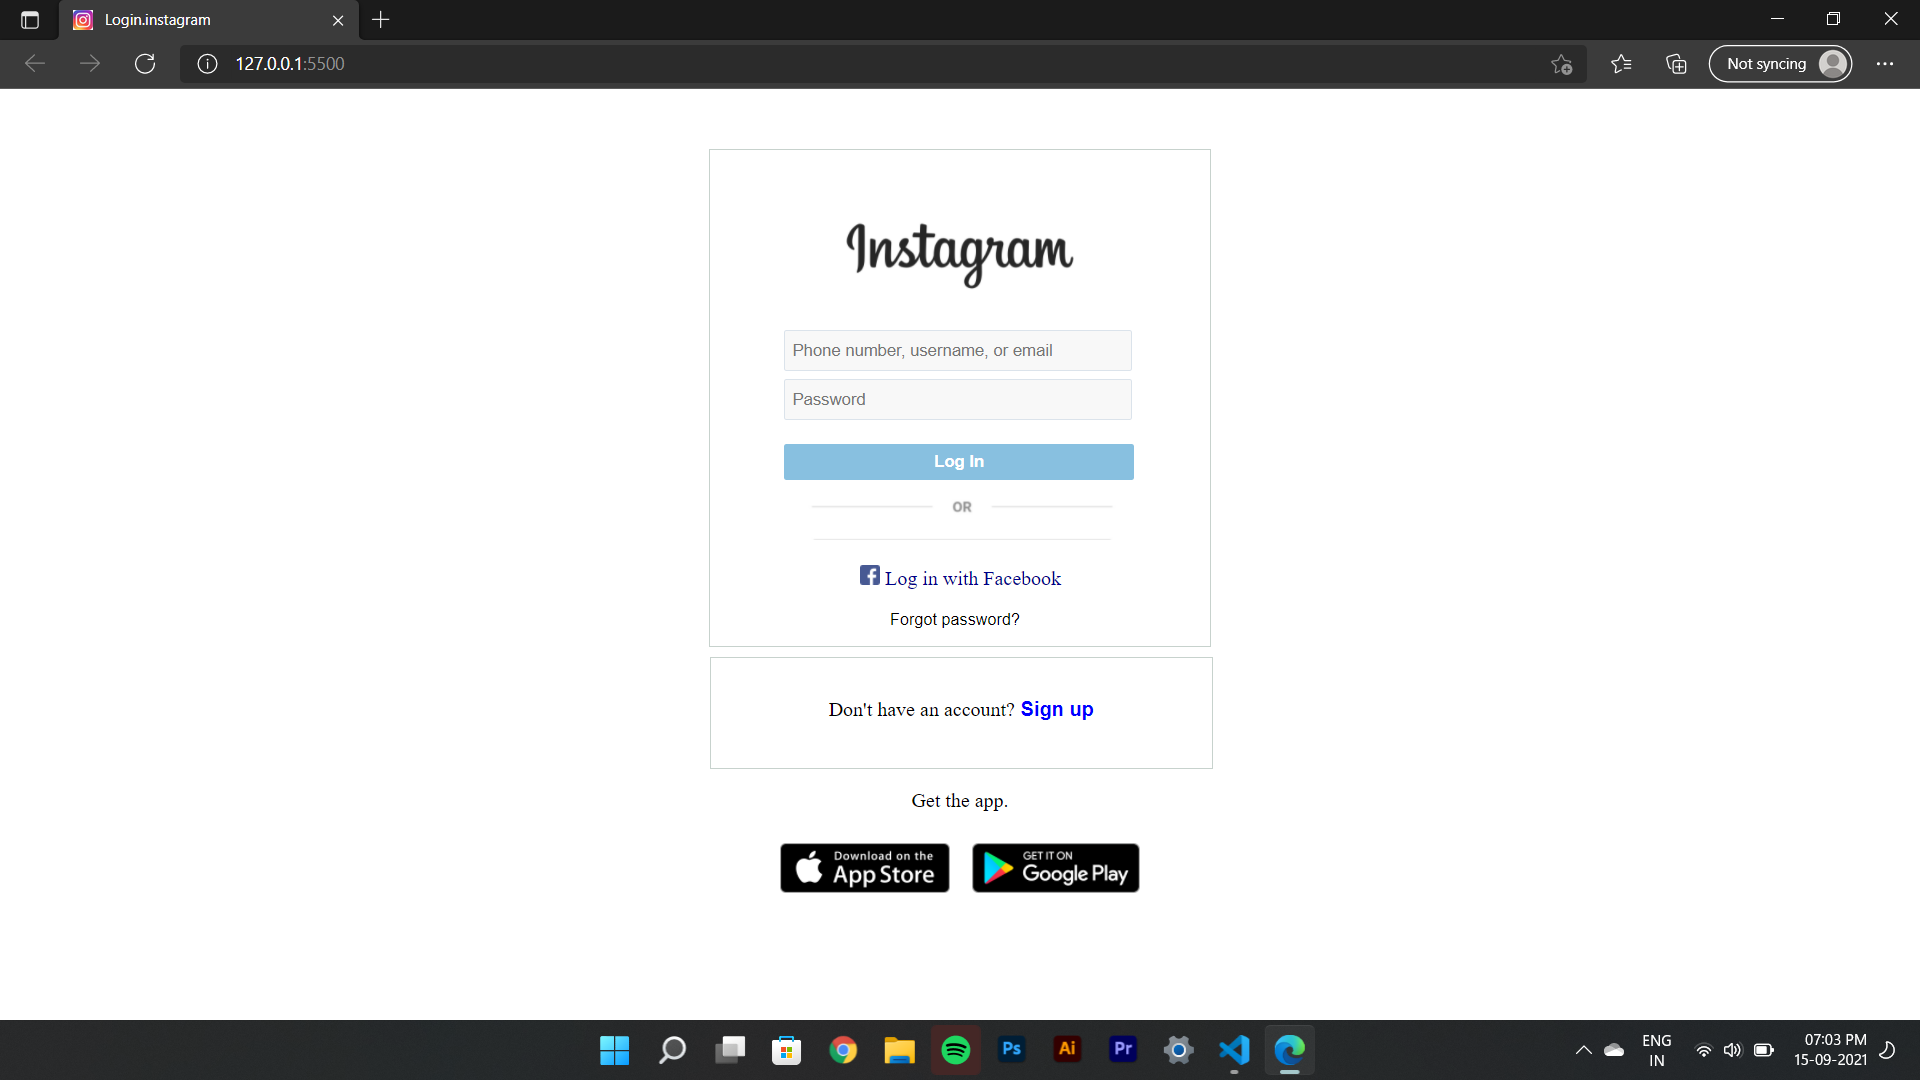 Login.instagram
127.0.0.1:5500
Not syncing
Instagram
Phone number, username, or email
Password
Log In
OR
Log in with Facebook
Forgot password?
Don't have an account? Sign up
Get the app.
Download on the
App Store
GET IT ON
Google Play
Ps
Ai
Pr
ENG
IN
07:03 PM
15-09-2021